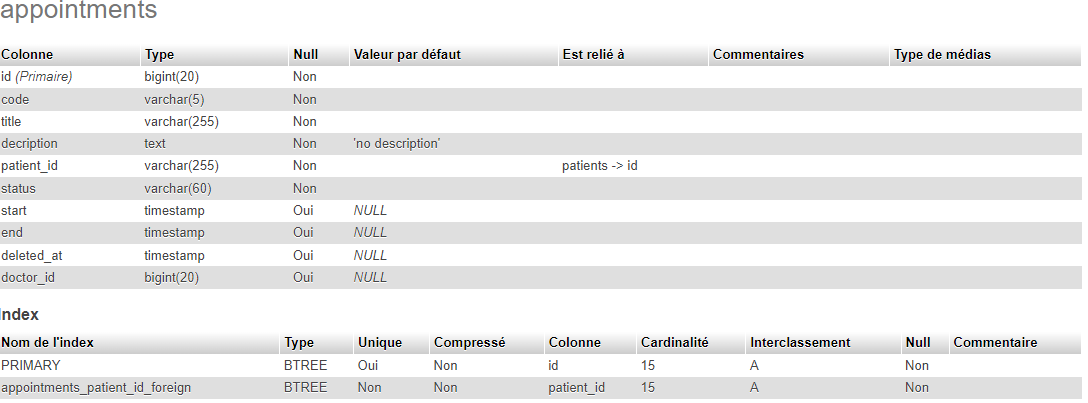 appointments
Colonne Type Null Valeur par défaut Est relié à Commentaires Type de médias
id (Primaire) bigint(20) Non
code varchar(5) Non
title varchar(255) Non
decription text Non 'no description'
patient_id varchar(255) Non patients -> id
status varchar(60) Non
start timestamp Oui NULL
end timestamp Oui NULL
deleted_at timestamp Oui NULL
doctor_id bigint(20) Oui NULL
Index
Nom de l'index Type Unique Compressé Colonne Cardinalité Interclassement Null Commentaire
PRIMARY BTREE Oui Non id 15 A Non
appointments_patient_id_foreign BTREE Non Non patient_id 15 A Non